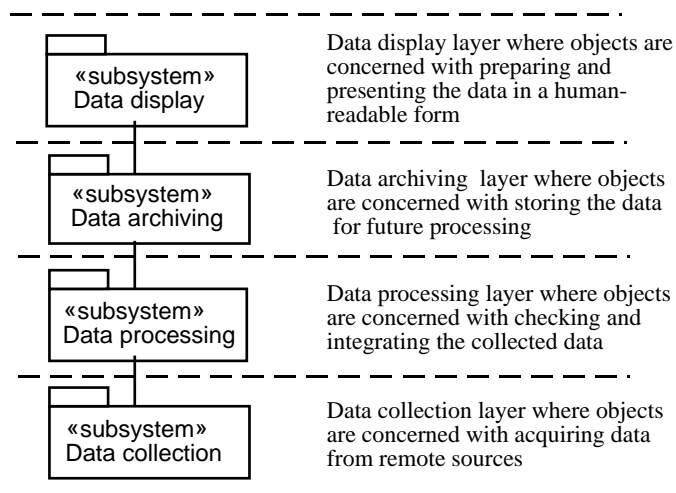 «subsystem»
Data display
Data display layer where objects are
concerned with preparing and
presenting the data in a human-
readable form
«subsystem»
Data archiving
Data archiving layer where objects
are concerned with storing the data
for future processing
«subsystem»
Data processing
Data processing layer where objects
are concerned with checking and
integrating the collected data
«subsystem»
Data collection
Data collection layer where objects
are concerned with acquiring data
from remote sources